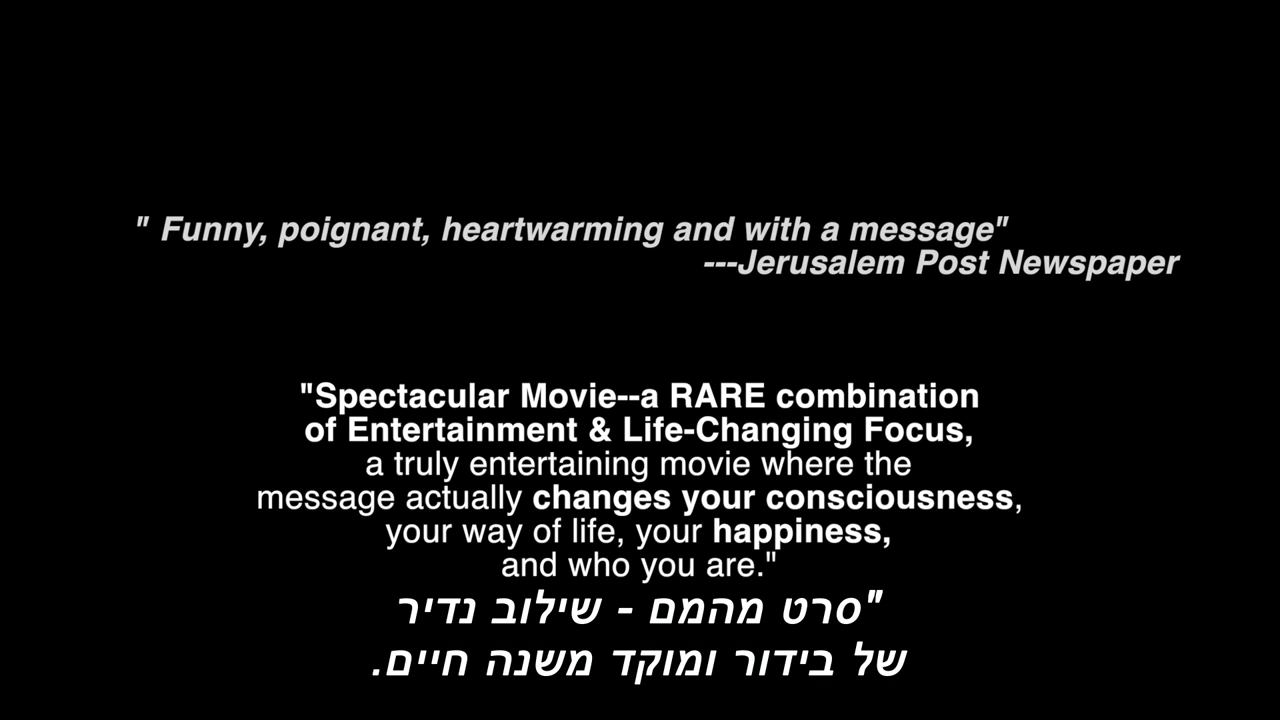 " Funny, poignant, heartwarming and with a message"
---Jerusalem Post Newspaper
"Spectacular Movie--a RARE combination
of Entertainment & Life-Changing Focus,
a truly entertaining movie where the
message actually changes your consciousness,
your way of life, your happiness,
and who you are."
"סרט מהמם - שילוב נדיר
של בידור ומוקד משנה חיים.